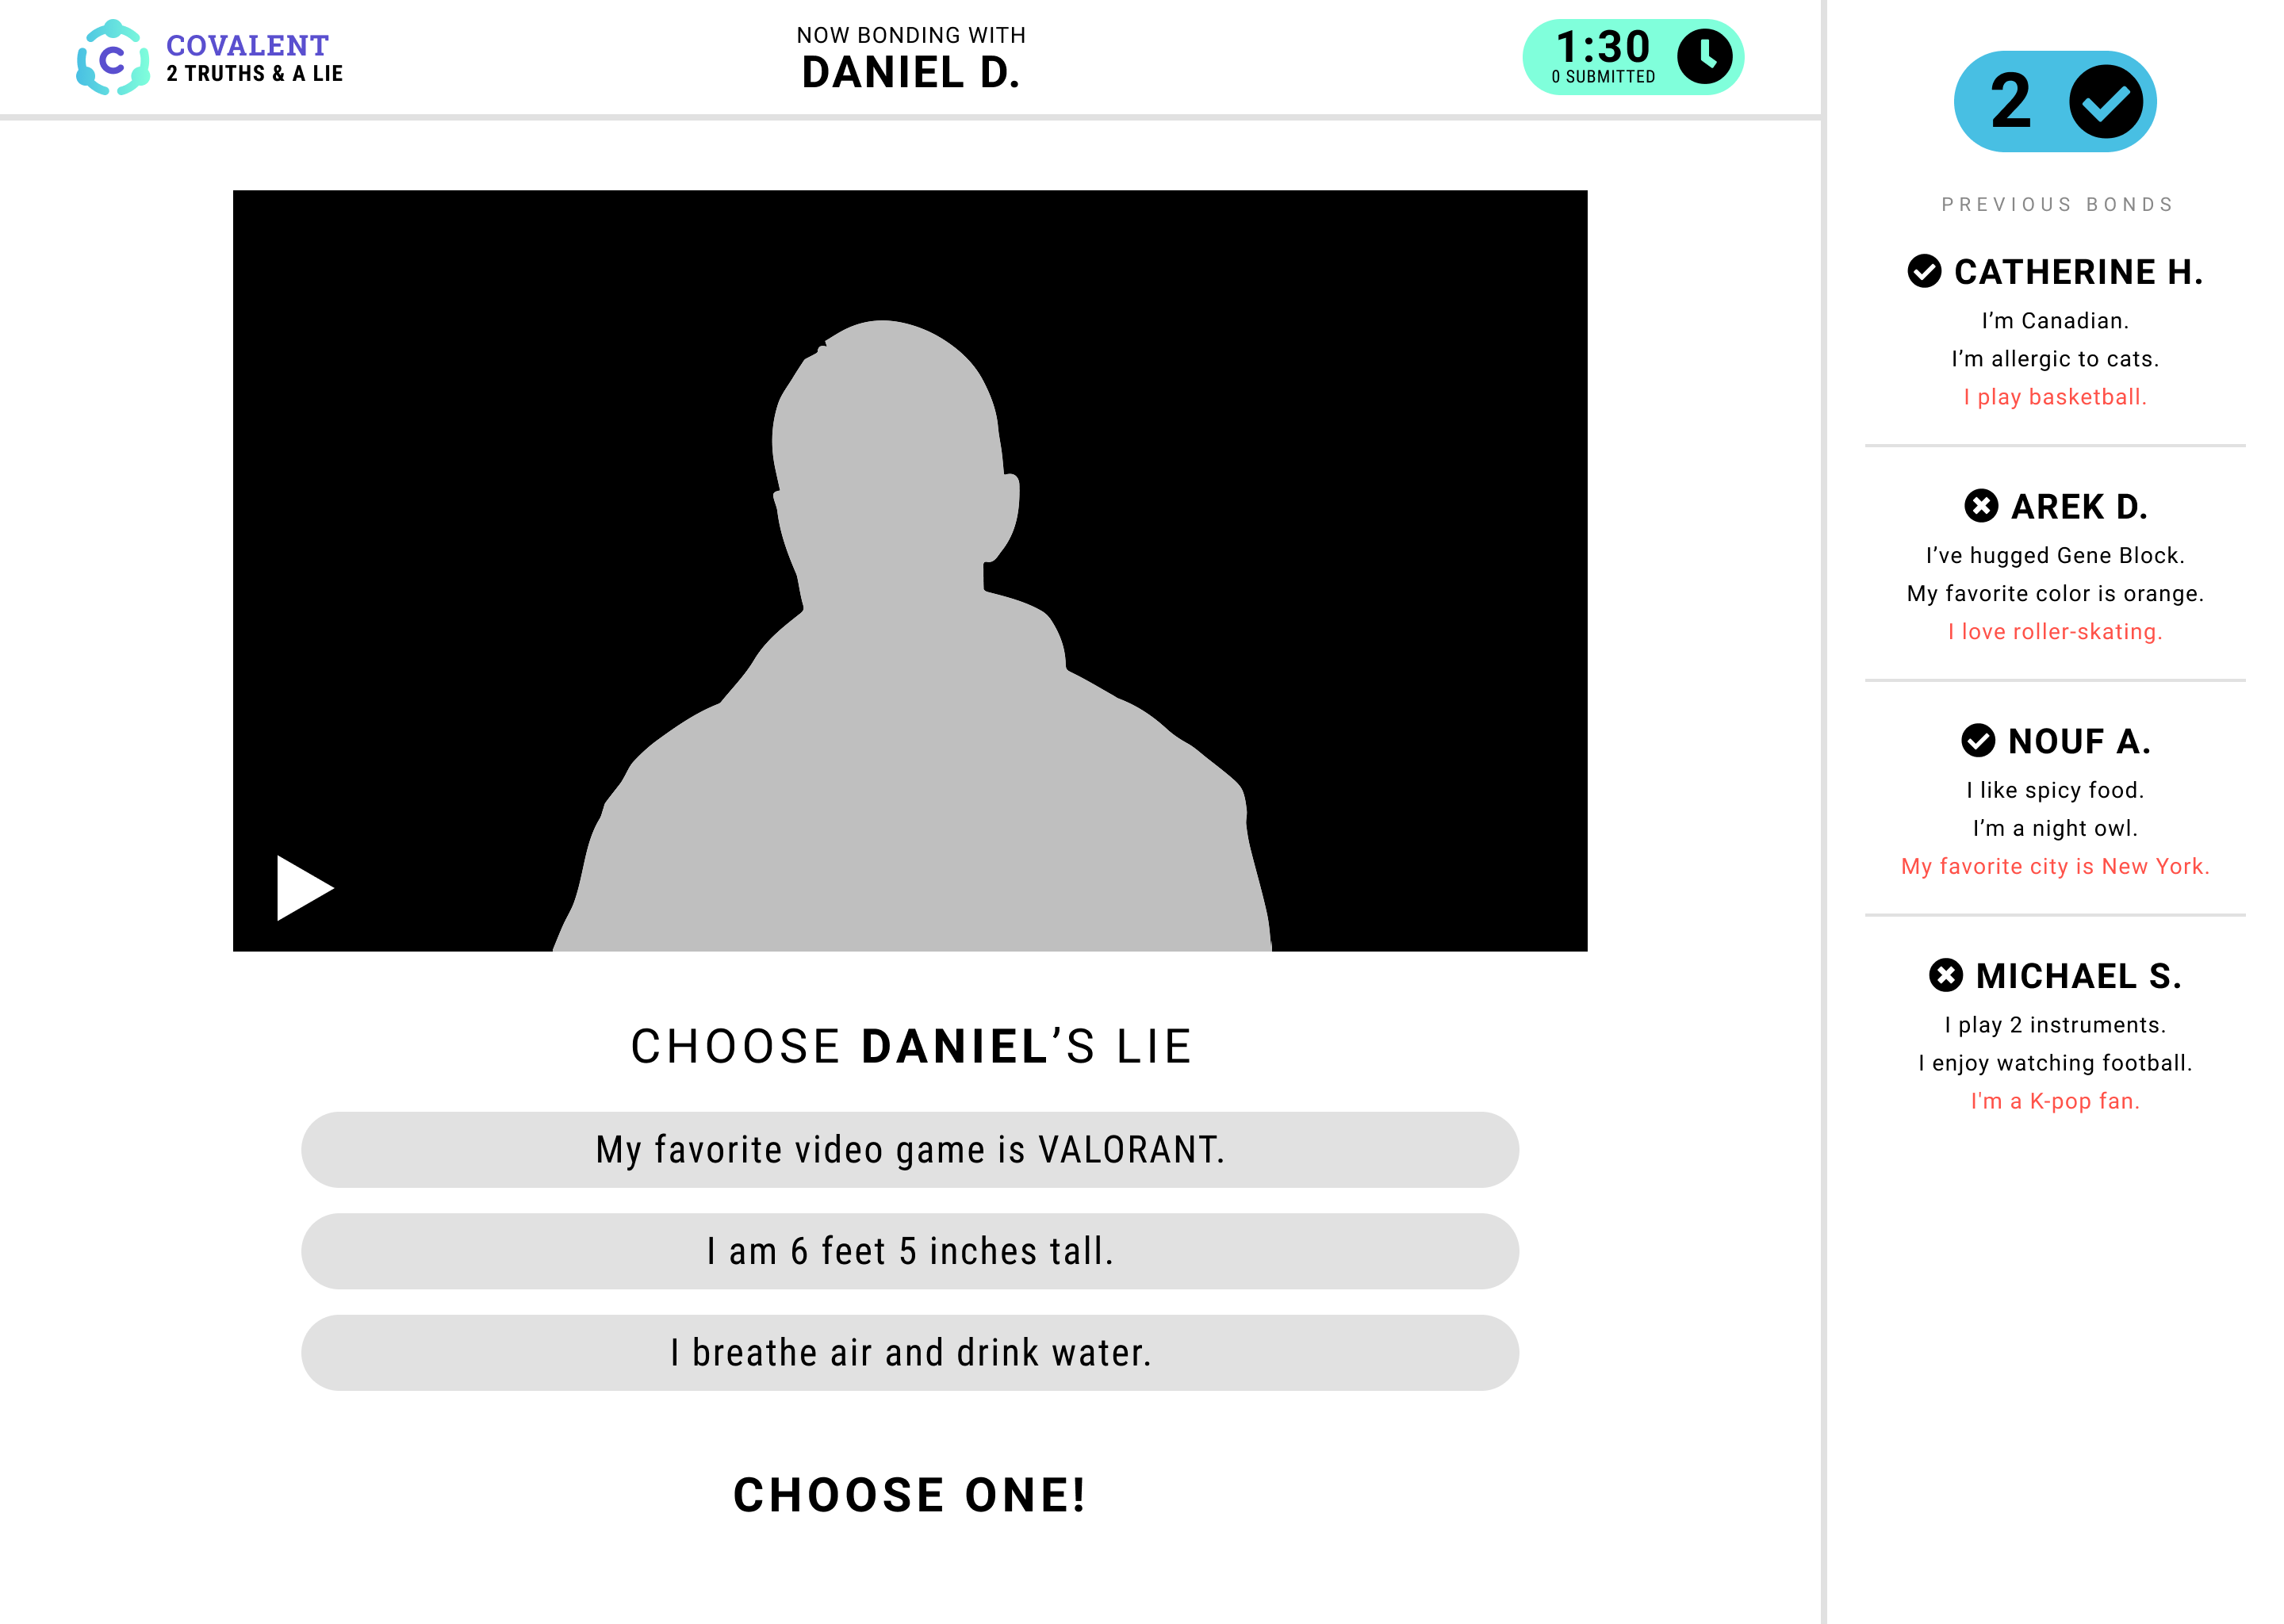 COVALENT
2 TRUTHS & A LIE
NOW BONDING WITH
DANIEL D.
1:30
0 SUBMITTED
CHOOSE DANIEL’S LIE
My favorite video game is VALORANT.
I am 6 feet 5 inches tall.
I breathe air and drink water.
CHOOSE ONE!
2
PREVIOUS BONDS
CATHERINE H.
I’m Canadian.
I’m allergic to cats.
I play basketball.
AREK D.
I’ve hugged Gene Block.
My favorite color is orange.
I love roller-skating.
NOUF A.
I like spicy food.
I’m a night owl.
My favorite city is New York.
MICHAEL S.
I play 2 instruments.
I enjoy watching football.
I'm a K-pop fan.